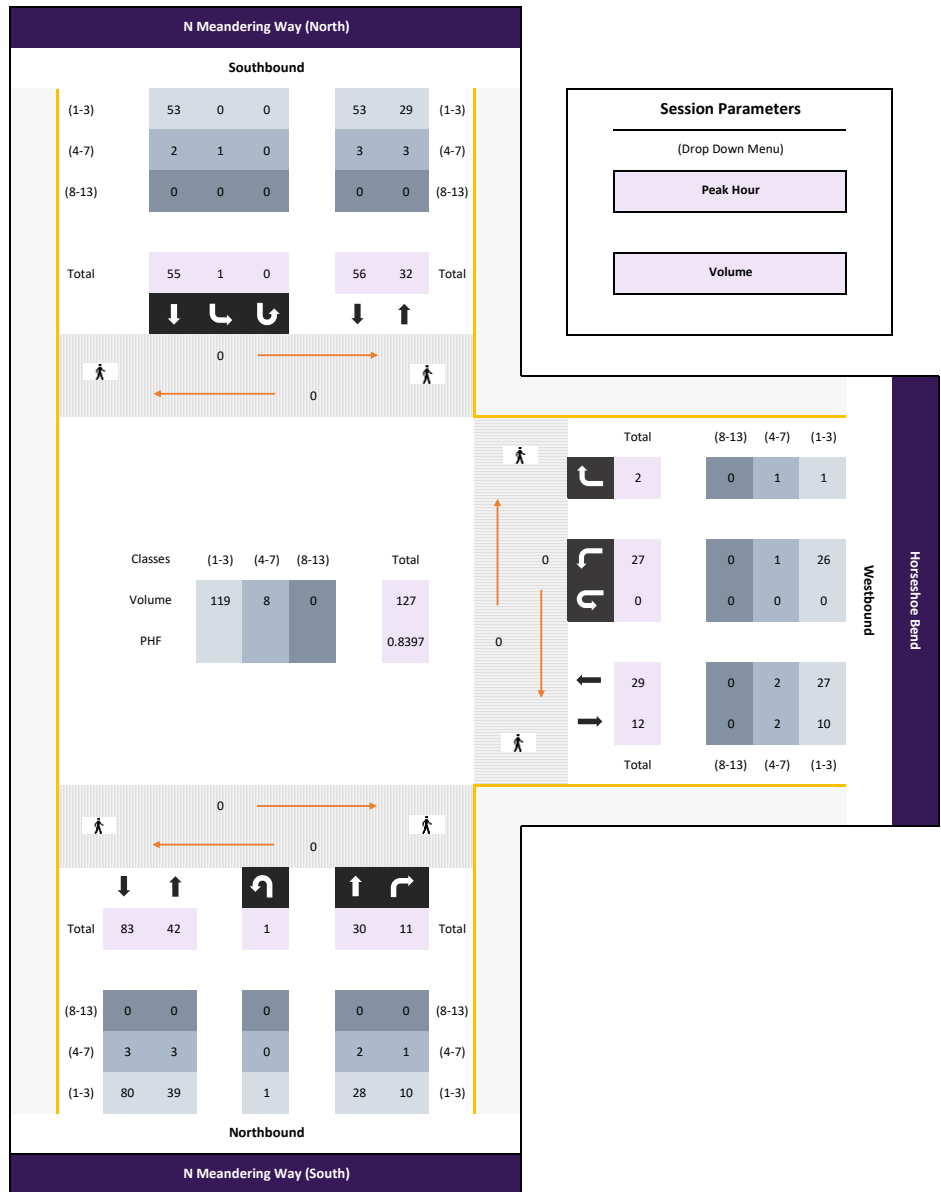 N Meandering Way (North)
Southbound
(1-3) 53 0 0 53 29 (1-3)
(4-7) 2 1 0 3 3 (4-7)
(8-13) 0 0 0 0 0 (8-13)
Total 55 1 0 56 32 Total
0
0
Session Parameters
(Drop Down Menu)
Peak Hour
Volume
Total (8-13) (4-7) (1-3)
2 0 1 1
27 0 1 26
0 0 0 0
29 0 2 27
12 0 2 10
Total (8-13) (4-7) (1-3)
0
0
Westbound
Horseshoe Bend
Classes (1-3) (4-7) (8-13) Total
Volume 119 8 0 127
PHF 0.8397
0
0
Total 83 42 1 30 11 Total
(8-13) 0 0 0 0 0 (8-13)
(4-7) 3 3 0 2 1 (4-7)
(1-3) 80 39 1 28 10 (1-3)
Northbound
N Meandering Way (South)